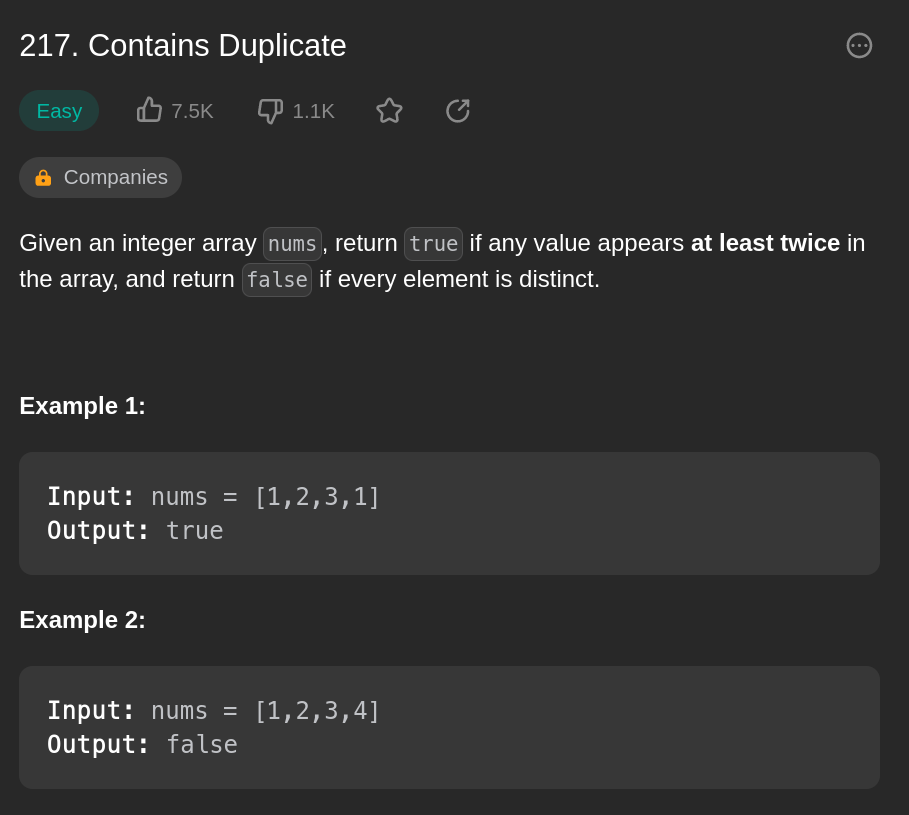 217. Contains Duplicate
Easy 7.5K 1.1K
Companies
Given an integer array nums, return true if any value appears at least twice in
the array, and return false if every element is distinct.
Example 1:
Input: nums = [1,2,3,1]
Output: true
Example 2:
Input: nums = [1,2,3,4]
Output: false